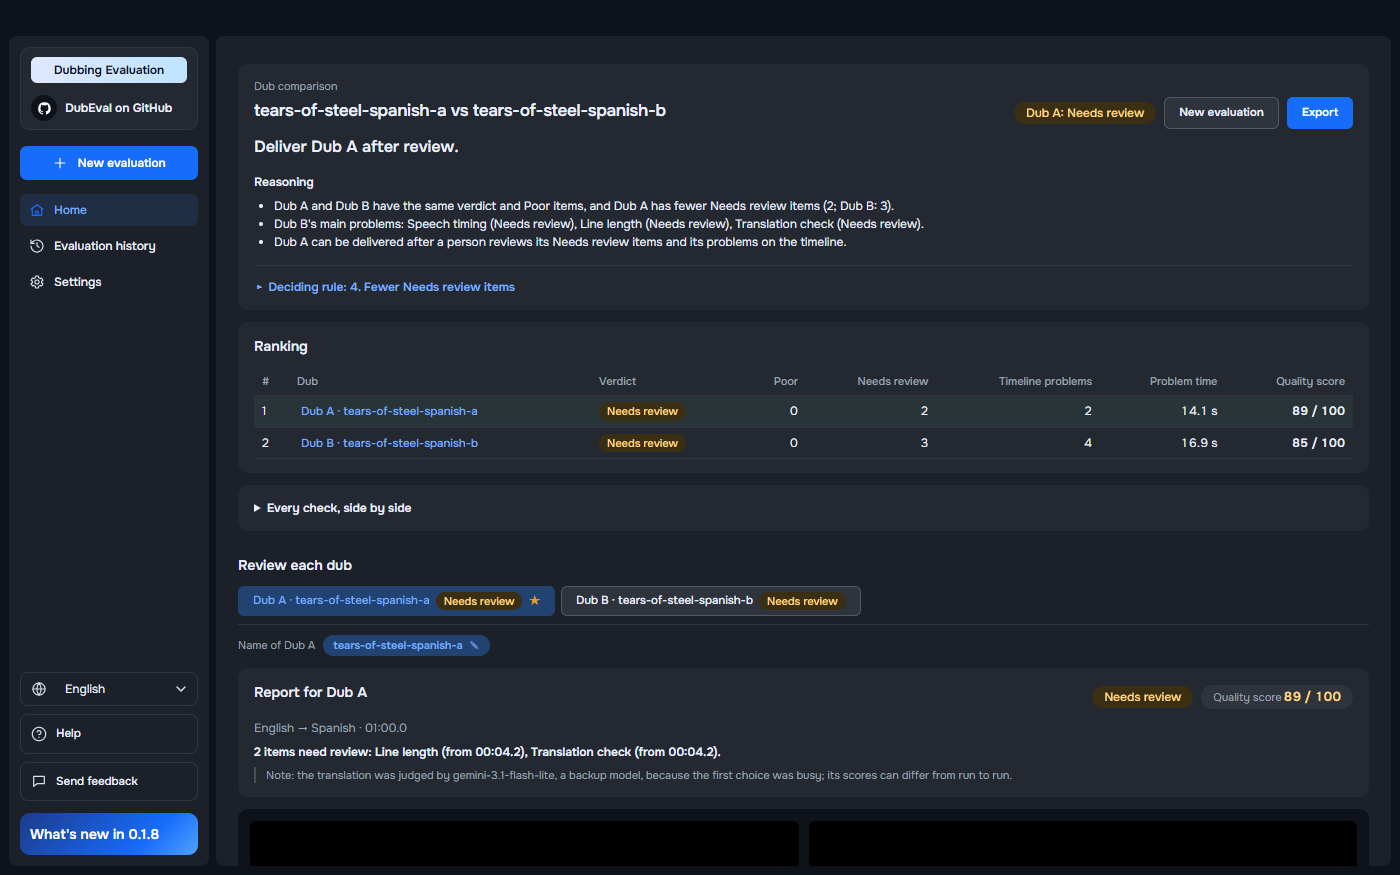 Dubbing Evaluation
DubEval on GitHub
New evaluation
Home
Evaluation history
Settings
English
Help
Send feedback
What's new in 0.1.8
Dub comparison
tears-of-steel-spanish-a vs tears-of-steel-spanish-b
Dub A: Needs review
New evaluation
Export
Deliver Dub A after review.
Reasoning
• Dub A and Dub B have the same verdict and Poor items, and Dub A has fewer Needs review items (2; Dub B: 3).
• Dub B's main problems: Speech timing (Needs review), Line length (Needs review), Translation check (Needs review).
• Dub A can be delivered after a person reviews its Needs review items and its problems on the timeline.
Deciding rule: 4. Fewer Needs review items
Ranking
# Dub Verdict Poor Needs review Timeline problems Problem time Quality score
1 Dub A · tears-of-steel-spanish-a Needs review 0 2 2 14.1 s 89 / 100
2 Dub B · tears-of-steel-spanish-b Needs review 0 3 4 16.9 s 85 / 100
Every check, side by side
Review each dub
Dub A · tears-of-steel-spanish-a Needs review ★ Dub B · tears-of-steel-spanish-b Needs review
Name of Dub A tears-of-steel-spanish-a
Report for Dub A
Needs review Quality score 89 / 100
English → Spanish · 01:00.0
2 items need review: Line length (from 00:04.2), Translation check (from 00:04.2).
Note: the translation was judged by gemini-3.1-flash-lite, a backup model, because the first choice was busy; its scores can differ from run to run.